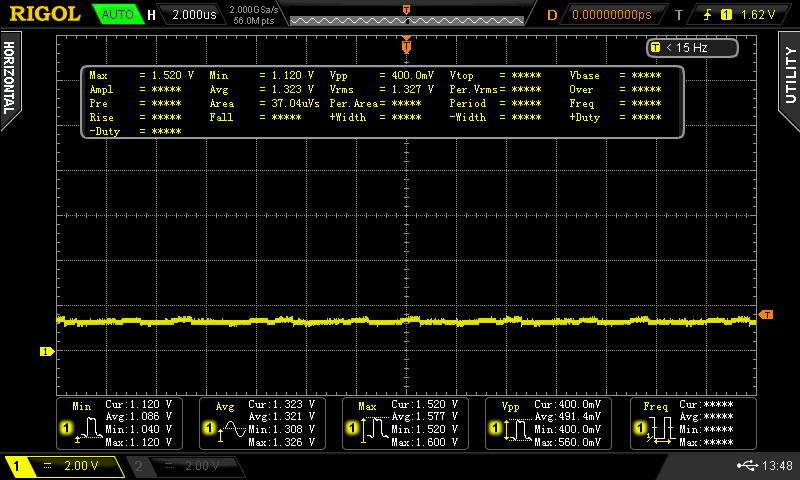 RIGOL AUTO H 2.000us 2.000GSa/s D 0.00000000ps T 1 1.62 V
56.0M pts
T
T < 15 Hz
HORIZONTAL
UTILITY
Max = 1.520 V Min = 1.120 V Vpp = 400.0mV Vtop = ***** Vbase = *****
Ampl = ***** Avg = 1.323 V Vrms = 1.327 V Per.Vrms= ***** Over = *****
Pre = ***** Area = 37.04uVs Per.Area= ***** Period = ***** Freq = *****
Rise = ***** Fall = ***** +Width = ***** -Width = ***** +Duty = *****
-Duty = *****
T
1
Min Cur:1.120 V Avg Cur:1.323 V Max Cur:1.520 V Vpp Cur:400.0mV Freq Cur:*****
1 Avg:1.086 V 1 Avg:1.321 V 1 Avg:1.577 V 1 Avg:491.4mV 1 Avg:*****
Min:1.040 V Min:1.308 V Min:1.520 V Min:400.0mV Min:*****
Max:1.120 V Max:1.326 V Max:1.600 V Max:560.0mV Max:*****
1 2.00 V 2 2.00 V 13:48